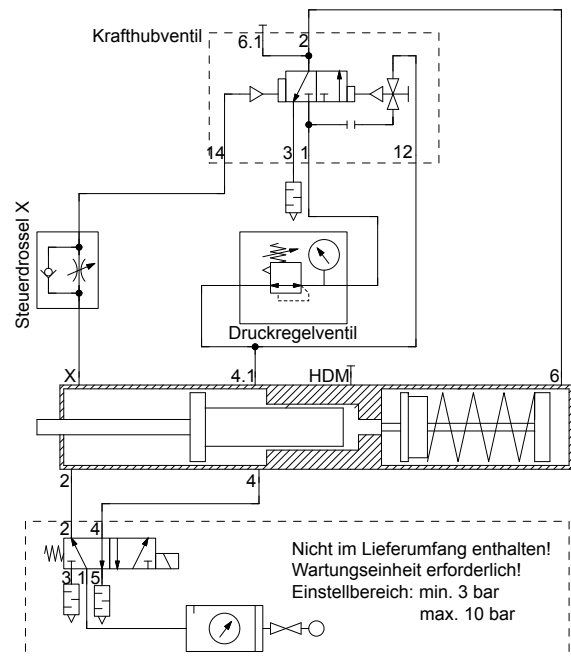 Krafthubventil
6.1 2
14 3 1 12
Steuerdrossel X
Druckregelventil
X 4.1 HDM 6
2 4
2 4
3 1 5
Nicht im Lieferumfang enthalten!
Wartungseinheit erforderlich!
Einstellbereich: min. 3 bar
max. 10 bar